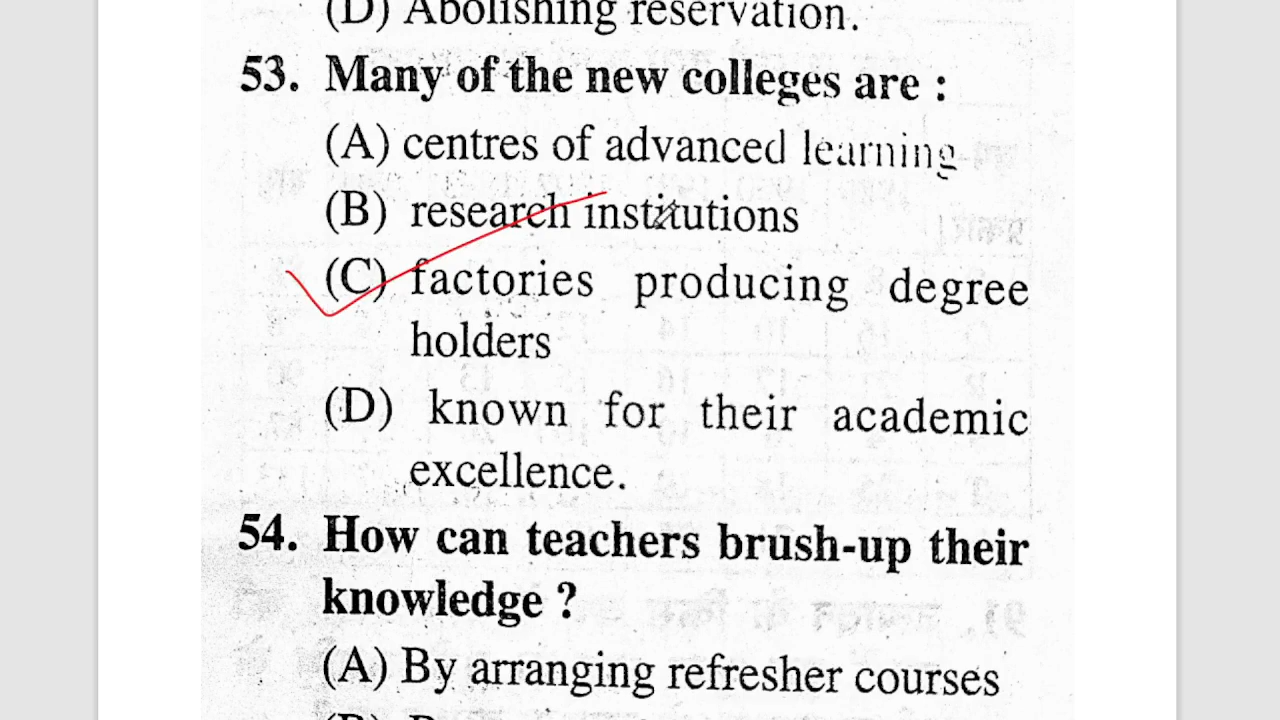 (D) Abolishing reservation.
53. Many of the new colleges are :
(A) centres of advanced learning
(B) research institutions
(C) factories producing degree
holders
(D) known for their academic
excellence.
54. How can teachers brush-up their
knowledge ?
(A) By arranging refresher courses